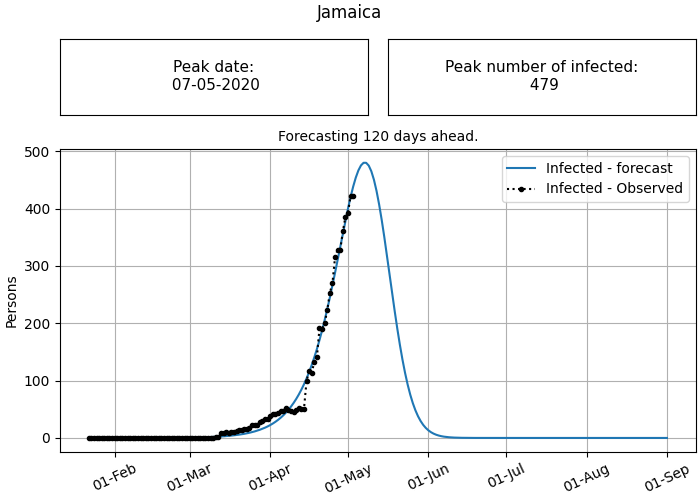 Jamaica
Peak date:
07-05-2020
Peak number of infected:
479
Forecasting 120 days ahead.
Persons
500
400
300
200
100
0
Infected - forecast
Infected - Observed
01-Feb
01-Mar
01-Apr
01-May
01-Jun
01-Jul
01-Aug
01-Sep